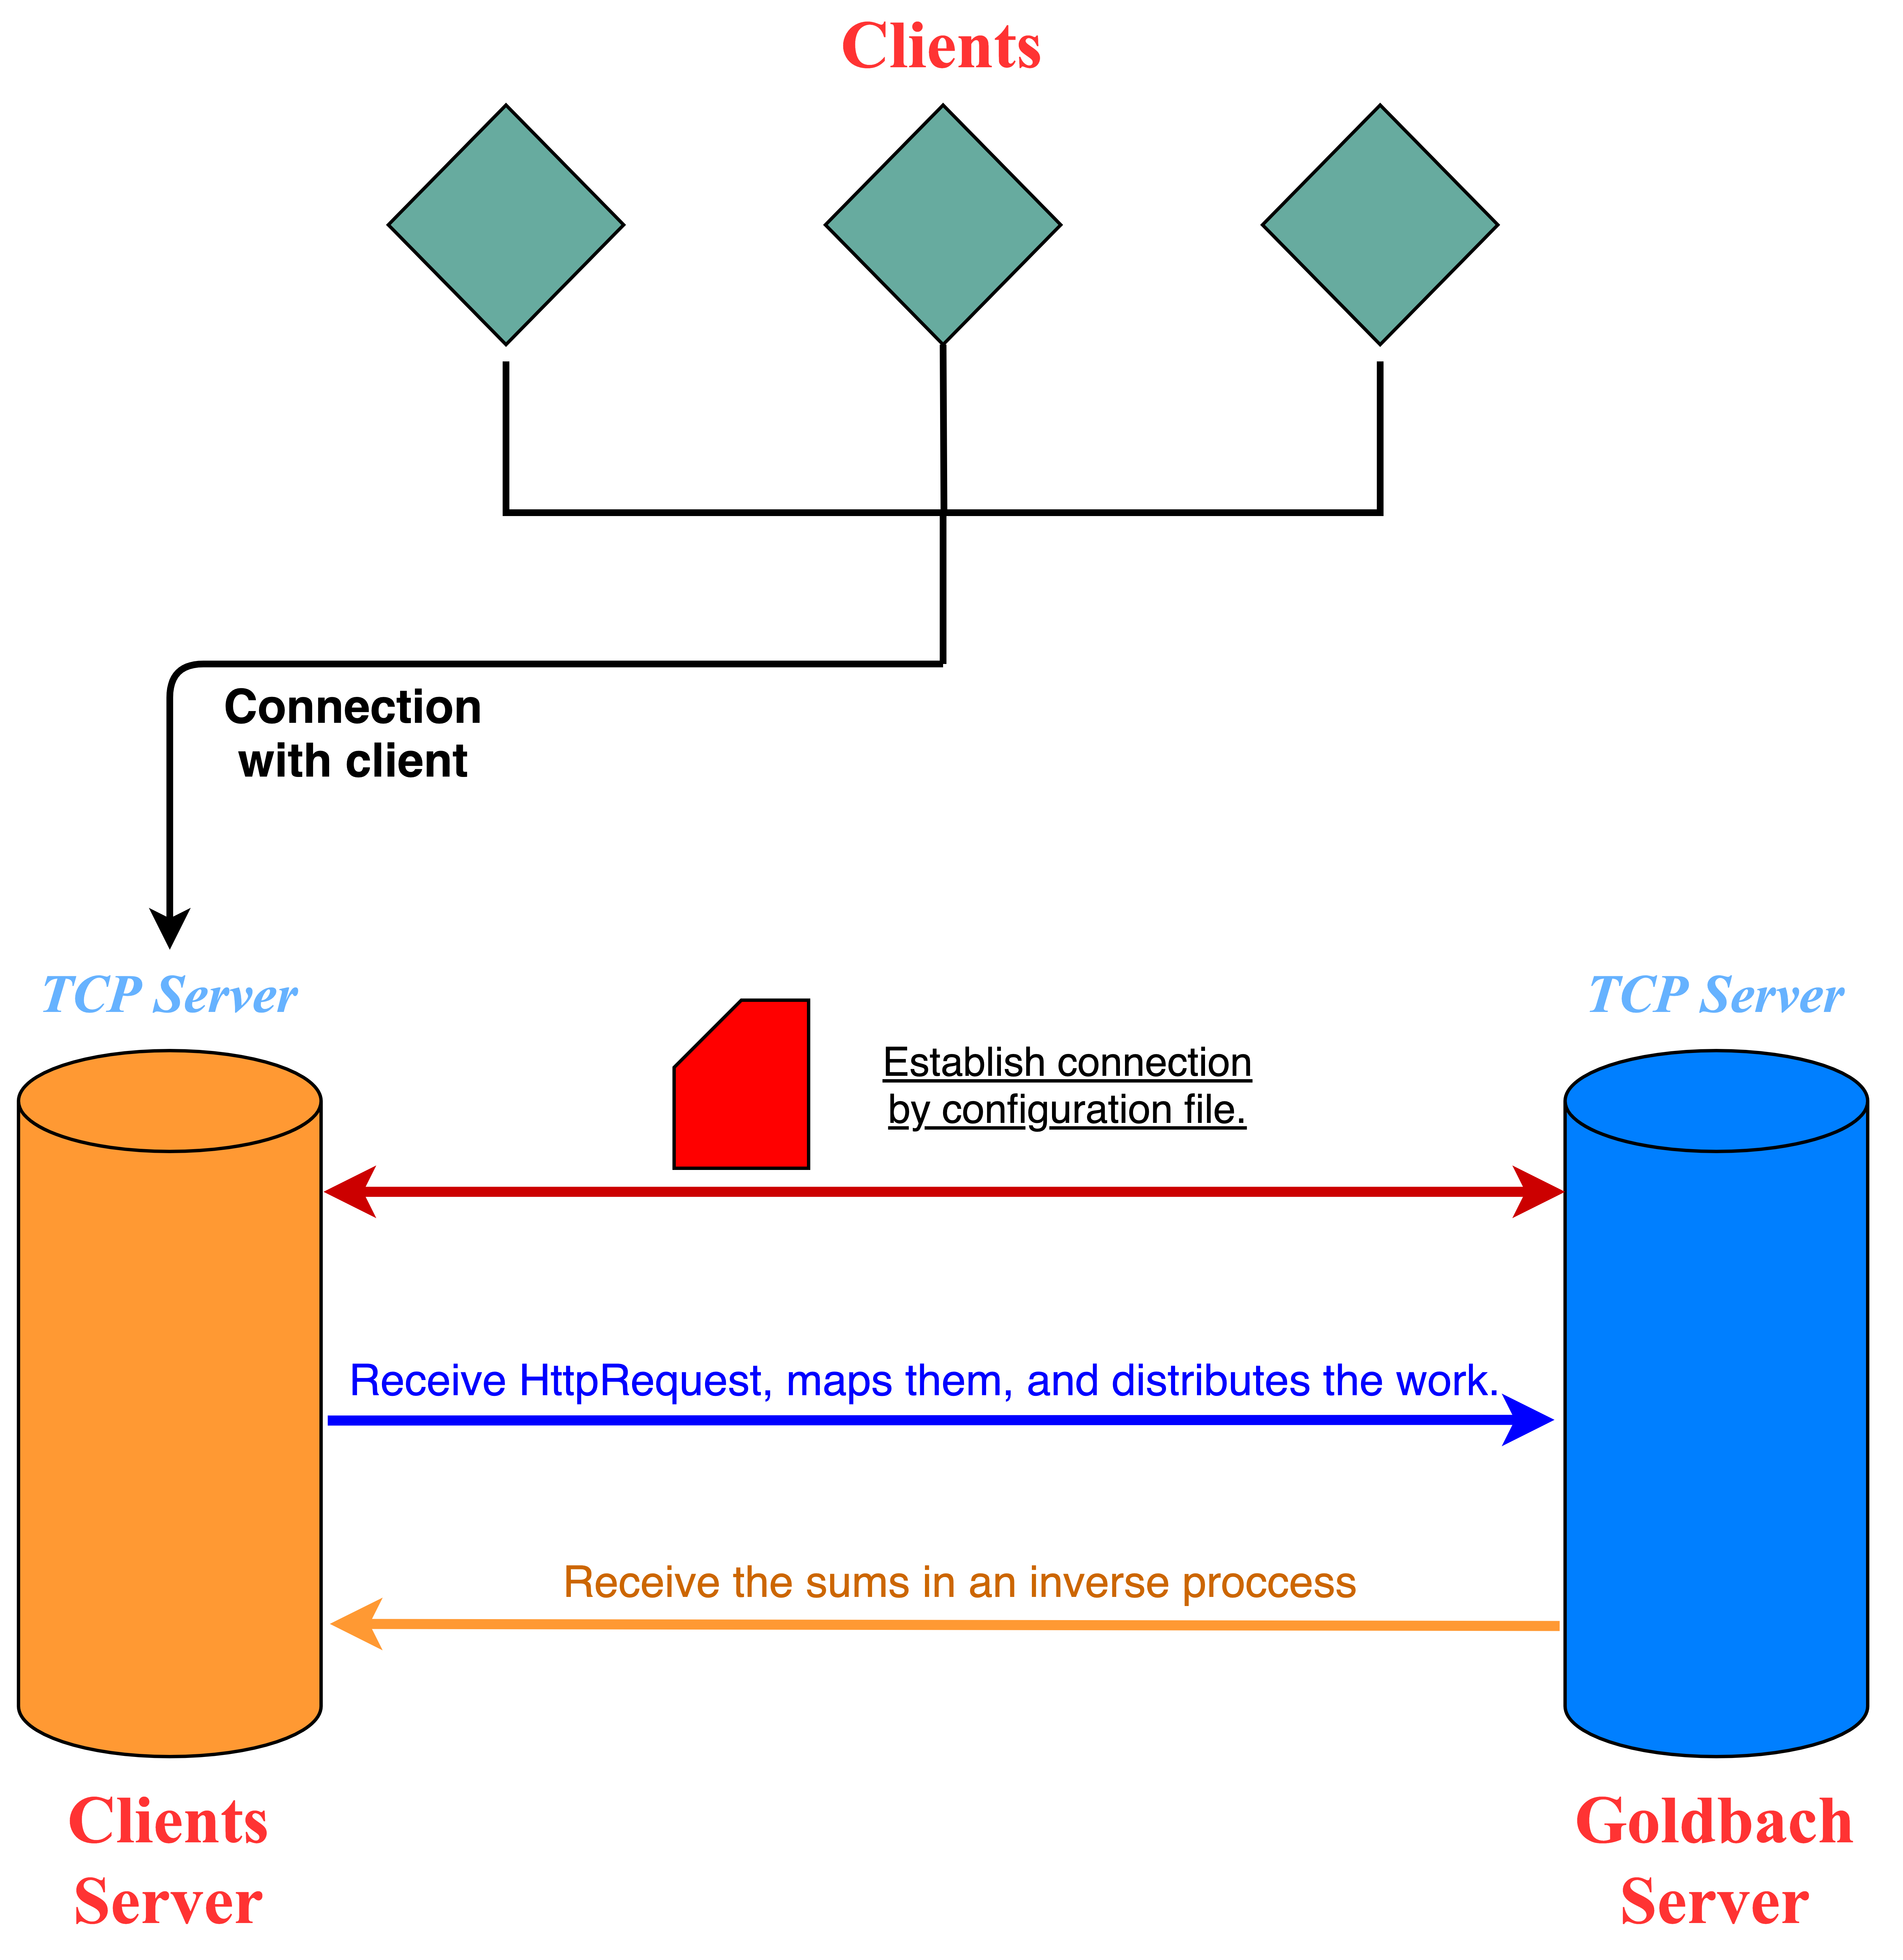 Clients
Connection
with client
TCP Server
TCP Server
Establish connection
by configuration file.
Receive HttpRequest, maps them, and distributes the work.
Receive the sums in an inverse proccess
Clients
Server
Goldbach
Server